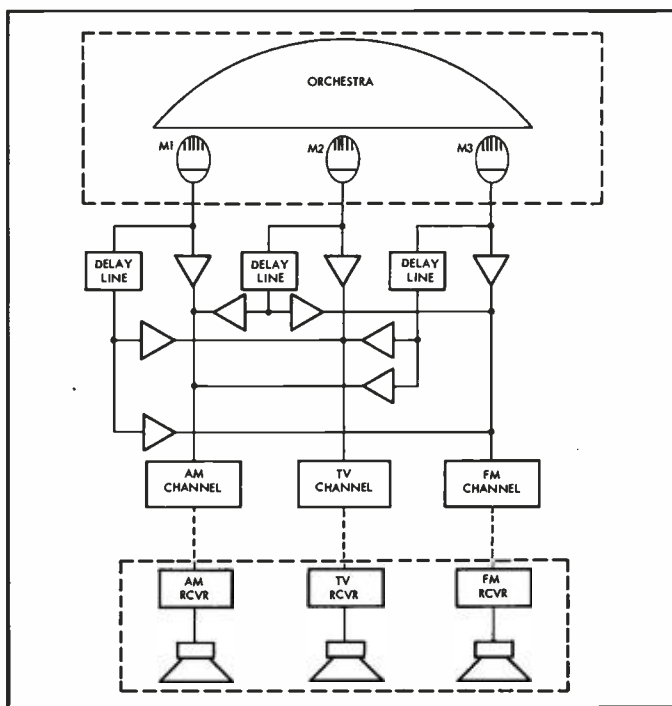 ORCHESTRA
M1
M2
M3
DELAY
LINE
DELAY
LINE
DELAY
LINE
AM
CHANNEL
TV
CHANNEL
FM
CHANNEL
AM
RCVR
TV
RCVR
FM
RCVR